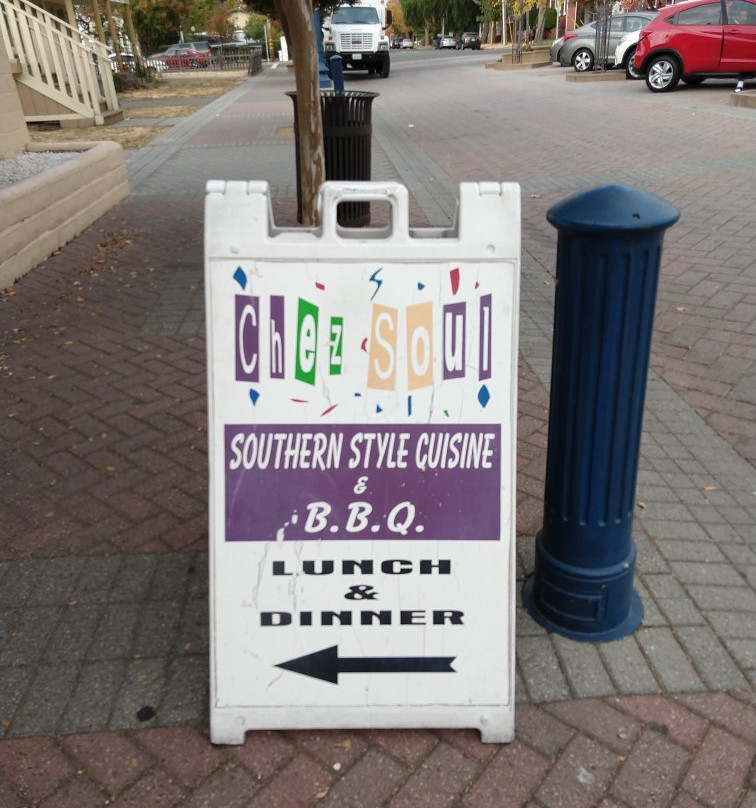 Chez Soul
SOUTHERN STYLE CUISINE
&
B.B.Q.
LUNCH
&
DINNER